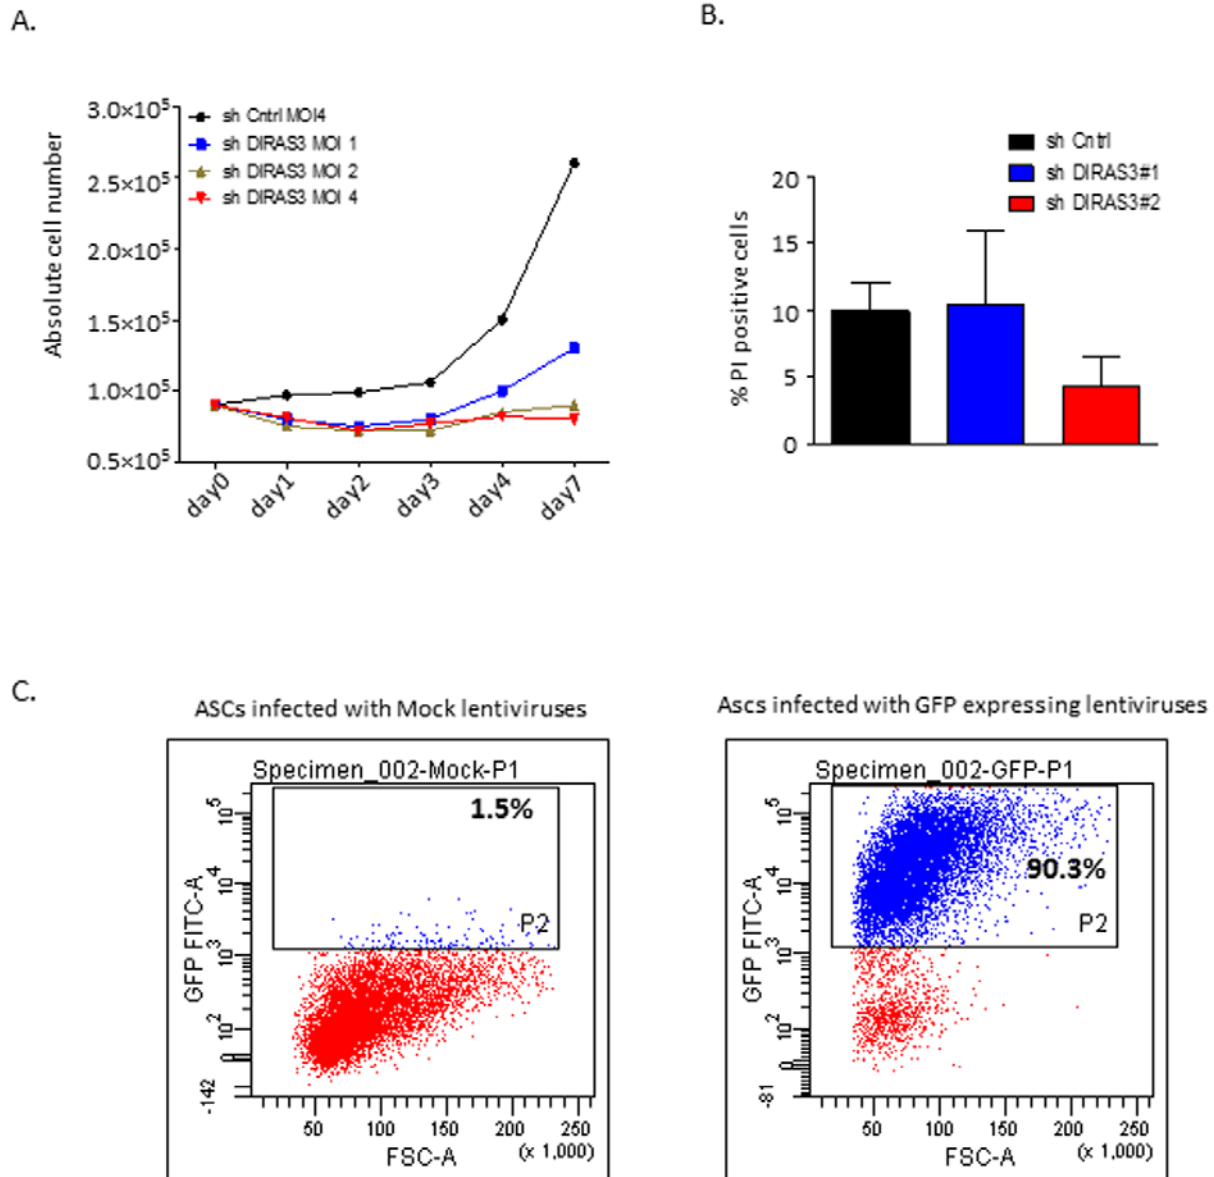 A.
B.
3.0×10⁵
2.5×10⁵
2.0×10⁵
1.5×10⁵
1.0×10⁵
0.5×10⁵
Absolute cell number
sh Cntrl MOI4
sh DIRAS3 MOI 1
sh DIRAS3 MOI 2
sh DIRAS3 MOI 4
day0
day1
day2
day3
day4
day7
sh Cntrl
sh DIRAS3#1
sh DIRAS3#2
20
15
10
5
0
% PI positive cells
C.
ASCs infected with Mock lentiviruses
Specimen_002-Mock-P1
1.5%
P2
GFP FITC-A
10⁵
10⁴
10³
10²
0
-142
50 100 150 200 250
FSC-A (x 1,000)
Ascs infected with GFP expressing lentiviruses
Specimen_002-GFP-P1
90.3%
P2
GFP FITC-A
10⁵
10⁴
10³
10²
0
-81
50 100 150 200 250
FSC-A (x 1,000)